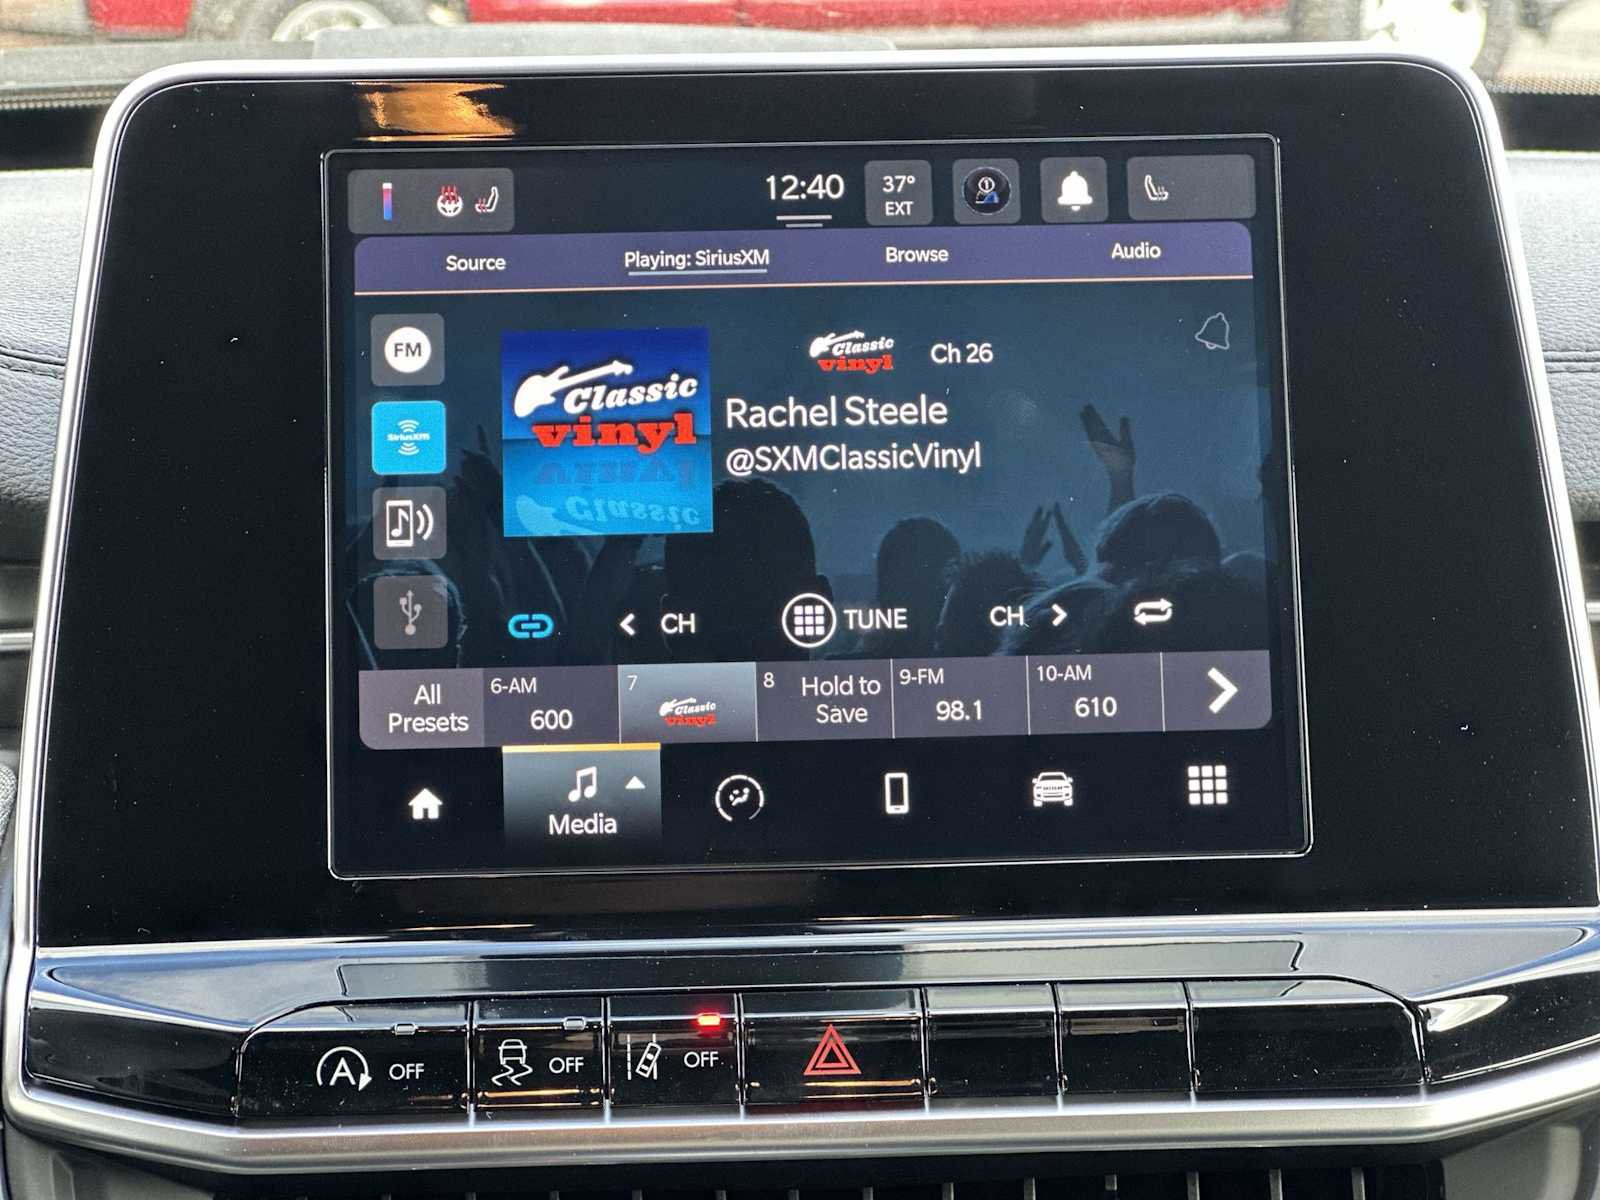 12:40
37°
EXT
1
Source
Playing: SiriusXM
Browse
Audio
FM
SiriusXM
Classic
vinyl
Classic
vinyl
Ch 26
Rachel Steele
@SXMClassicVinyl
CH
TUNE
CH
All
Presets
6-AM
600
7
Classic
vinyl
8
Hold to
Save
9-FM
98.1
10-AM
610
Media
A OFF
OFF
OFF